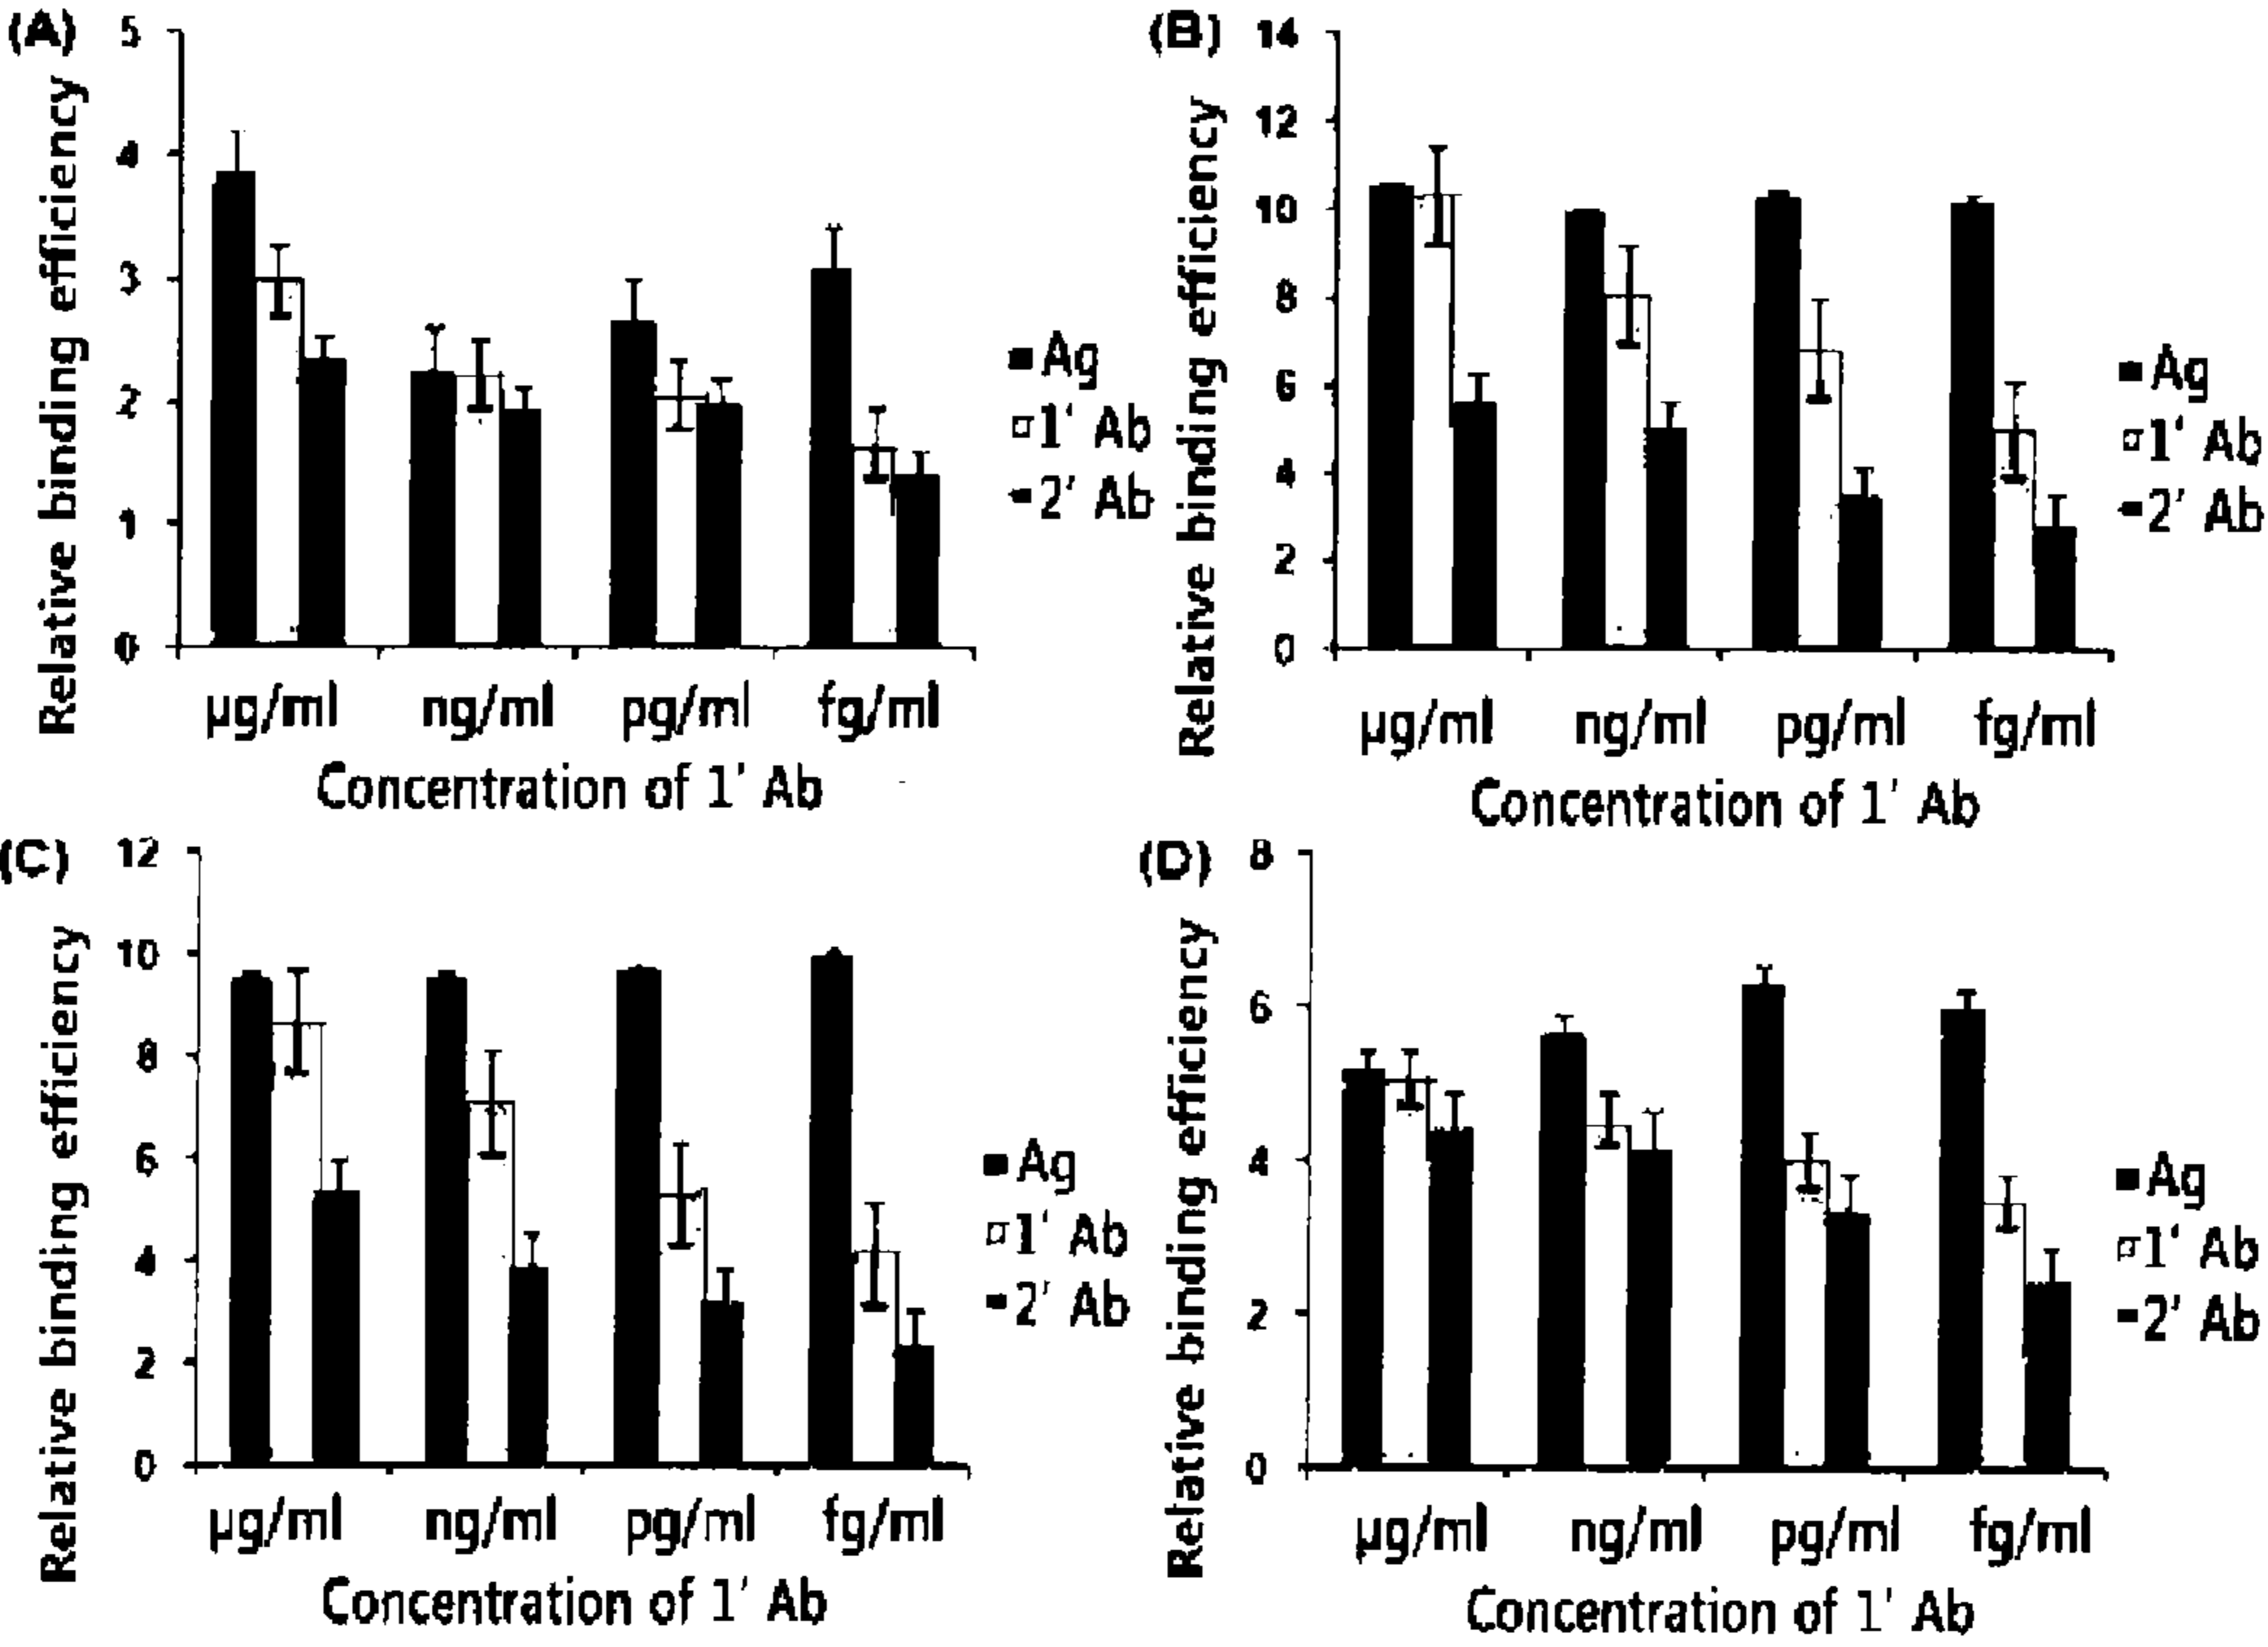 (A)
Relative binding efficiency
5
4
3
2
1
0
µg/ml ng/ml pg/ml fg/ml
Concentration of 1' Ab
Ag
1' Ab
2' Ab
(B)
Relative binding efficiency
14
12
10
8
6
4
2
0
µg/ml ng/ml pg/ml fg/ml
Concentration of 1' Ab
Ag
1' Ab
2' Ab
(C)
Relative binding efficiency
12
10
8
6
4
2
0
µg/ml ng/ml pg/ml fg/ml
Concentration of 1' Ab
Ag
1' Ab
2' Ab
(D)
Relative binding efficiency
8
6
4
2
0
µg/ml ng/ml pg/ml fg/ml
Concentration of 1' Ab
Ag
1' Ab
2' Ab